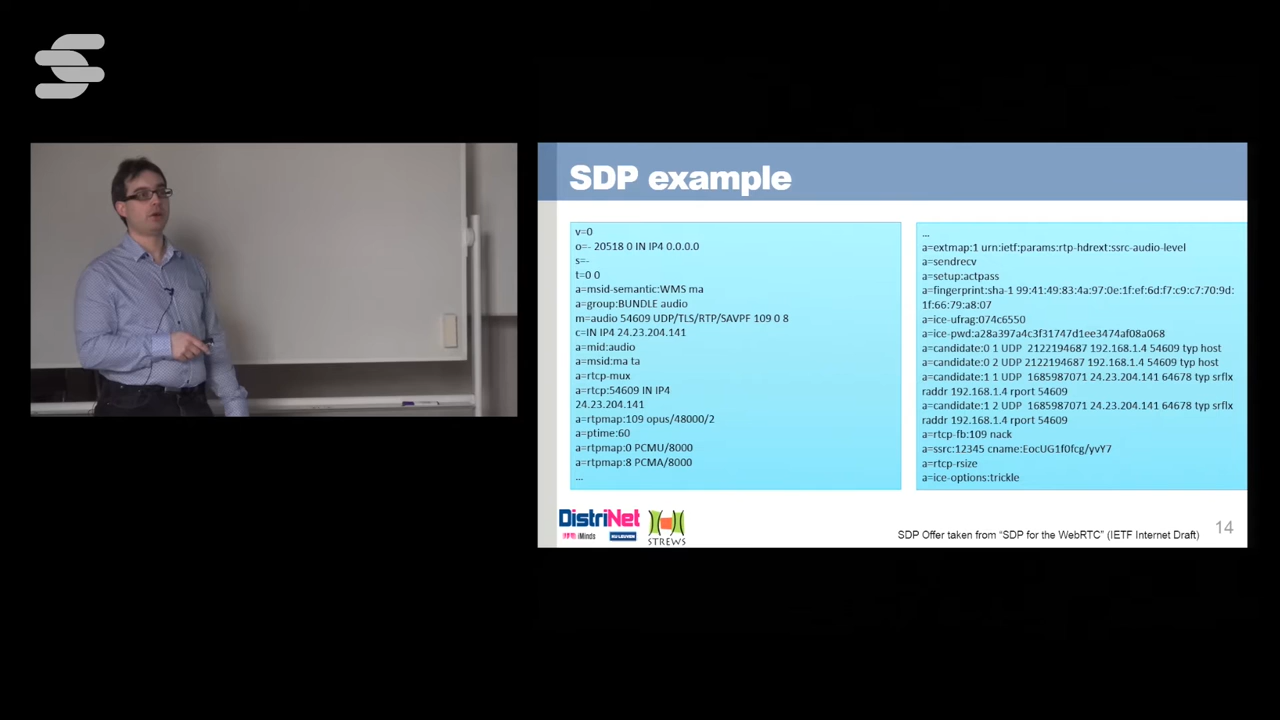 SDP example
v=0
o=- 20518 0 IN IP4 0.0.0.0
s=-
t=0 0
a=msid-semantic:WMS ma
a=group:BUNDLE audio
m=audio 54609 UDP/TLS/RTP/SAVPF 109 0 8
c=IN IP4 24.23.204.141
a=mid:audio
a=msid:ma ta
a=rtcp-mux
a=rtcp:54609 IN IP4
24.23.204.141
a=rtpmap:109 opus/48000/2
a=ptime:60
a=rtpmap:0 PCMU/8000
a=rtpmap:8 PCMA/8000
...
...
a=extmap:1 urn:ietf:params:rtp-hdrext:ssrc-audio-level
a=sendrecv
a=setup:actpass
a=fingerprint:sha-1 99:41:49:83:4a:97:0e:1f:ef:6d:f7:c9:c7:70:9d:
1f:66:79:a8:07
a=ice-ufrag:074c6550
a=ice-pwd:a28a397a4c3f31747d1ee3474af08a068
a=candidate:0 1 UDP 2122194687 192.168.1.4 54609 typ host
a=candidate:0 2 UDP 2122194687 192.168.1.4 54609 typ host
a=candidate:1 1 UDP 1685987071 24.23.204.141 64678 typ srflx
raddr 192.168.1.4 rport 54609
a=candidate:1 2 UDP 1685987071 24.23.204.141 64678 typ srflx
raddr 192.168.1.4 rport 54609
a=rtcp-fb:109 nack
a=ssrc:12345 cname:EocUG1f0fcg/yvY7
a=rtcp-rsize
a=ice-options:trickle
DistriNet
iMinds
KU LEUVEN
STREWS
SDP Offer taken from "SDP for the WebRTC" (IETF Internet Draft)
14